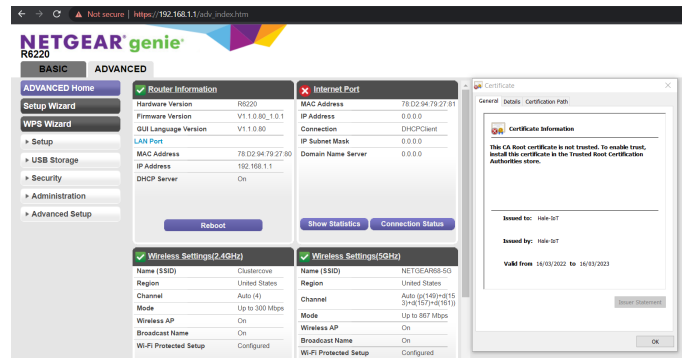 Not secure | https://192.168.1.1/adv_index.htm
NETGEAR® genie®
R6220
BASIC ADVANCED
ADVANCED Home
Setup Wizard
WPS Wizard
Setup
USB Storage
Security
Administration
Advanced Setup
Router Information
Hardware Version R6220
Firmware Version V1.1.0.80_1.0.1
GUI Language Version V1.1.0.80
LAN Port
MAC Address 78:D2:94:79:27:80
IP Address 192.168.1.1
DHCP Server On
Reboot
Internet Port
MAC Address 78:D2:94:79:27:81
IP Address 0.0.0.0
Connection DHCPClient
IP Subnet Mask 0.0.0.0
Domain Name Server 0.0.0.0
Show Statistics Connection Status
Wireless Settings(2.4GHz)
Name (SSID) Clustercove
Region United States
Channel Auto (4)
Mode Up to 300 Mbps
Wireless AP On
Broadcast Name On
Wi-Fi Protected Setup Configured
Wireless Settings(5GHz)
Name (SSID) NETGEAR68-5G
Region United States
Channel Auto (p(149)+d(15
3)+d(157)+d(161))
Mode Up to 867 Mbps
Wireless AP On
Broadcast Name On
Wi-Fi Protected Setup Configured
Certificate
General Details Certification Path
Certificate Information
This CA Root certificate is not trusted. To enable trust,
install this certificate in the Trusted Root Certification
Authorities store.
Issued to: Hale-IoT
Issued by: Hale-IoT
Valid from 16/03/2022 to 16/03/2023
Issuer Statement
OK